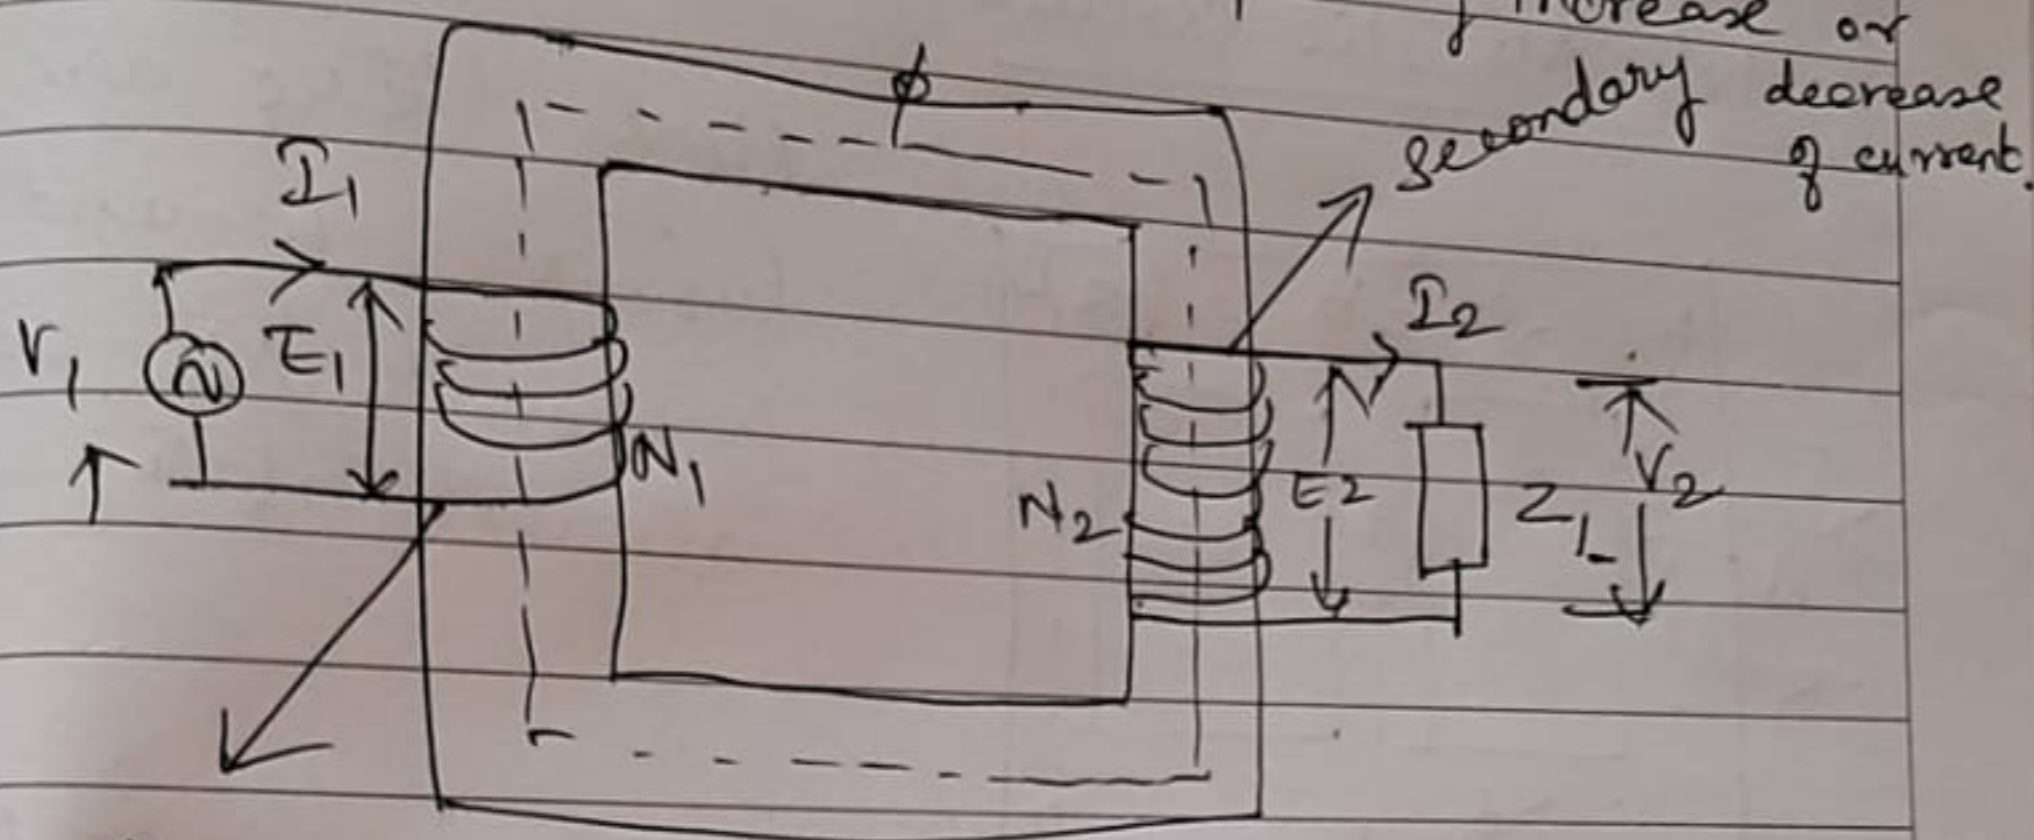 increase or
secondary decrease
of current.
ϕ
I1
V1
E1
N1
I2
N2
E2
ZL
V2